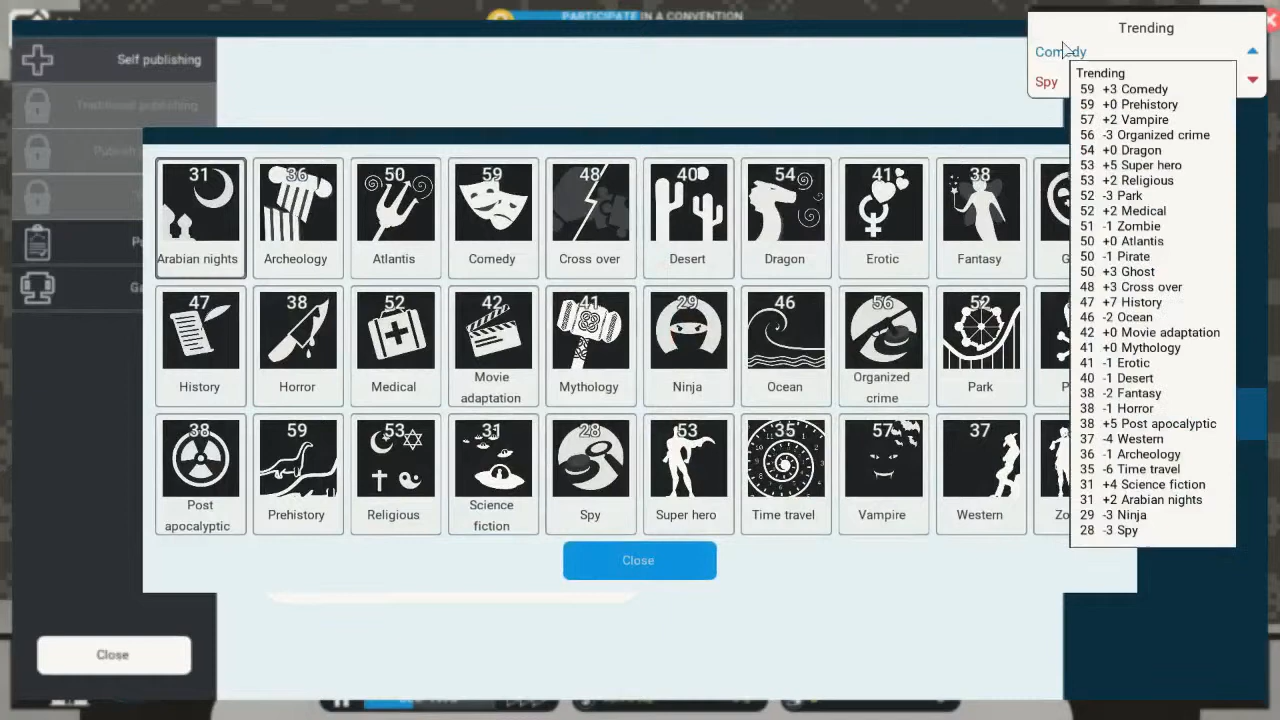 PARTICIPATE IN A CONVENTION
Trending
Comedy
Spy
Self publishing
Traditional publishing
Trending
59 +3 Comedy
59 +0 Prehistory
57 +2 Vampire
56 -3 Organized crime
54 +0 Dragon
53 +5 Super hero
53 +2 Religious
52 -3 Park
52 +2 Medical
51 -1 Zombie
50 +0 Atlantis
50 -1 Pirate
50 +3 Ghost
48 +3 Cross over
47 +7 History
46 -2 Ocean
42 +0 Movie adaptation
41 +0 Mythology
41 -1 Erotic
40 -1 Desert
38 -2 Fantasy
38 -1 Horror
38 +5 Post apocalyptic
37 -4 Western
36 -1 Archeology
35 -6 Time travel
31 +4 Science fiction
31 +2 Arabian nights
29 -3 Ninja
28 -3 Spy
31 36 50 59 48 40 54 41 38
Arabian nights Archeology Atlantis Comedy Cross over Desert Dragon Erotic Fantasy
47 38 52 42 41 29 46 56 52
History Horror Medical Movie adaptation Mythology Ninja Ocean Organized crime Park
38 59 53 31 28 53 35 57 37
Post apocalyptic Prehistory Religious Science fiction Spy Super hero Time travel Vampire Western
Close
Close